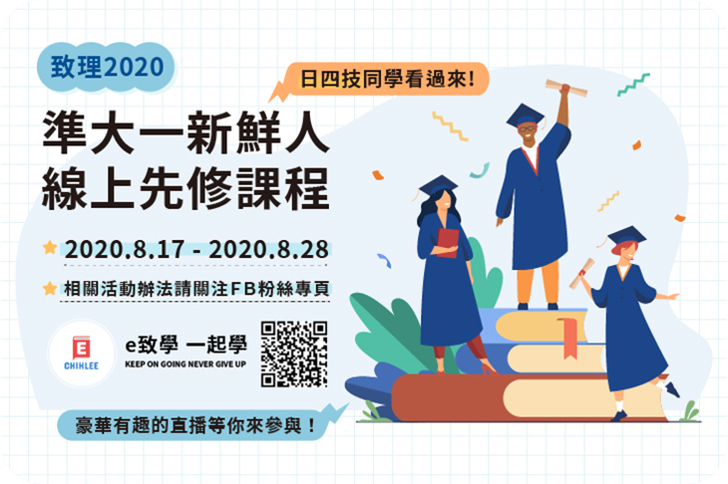 致理2020
日四技同學看過來!
準大一新鮮人
線上先修課程
2020.8.17 - 2020.8.28
相關活動辦法請關注FB粉絲專頁
E
CHIHLEE
e致學 一起學
KEEP ON GOING NEVER GIVE UP
豪華有趣的直播等你來參與！